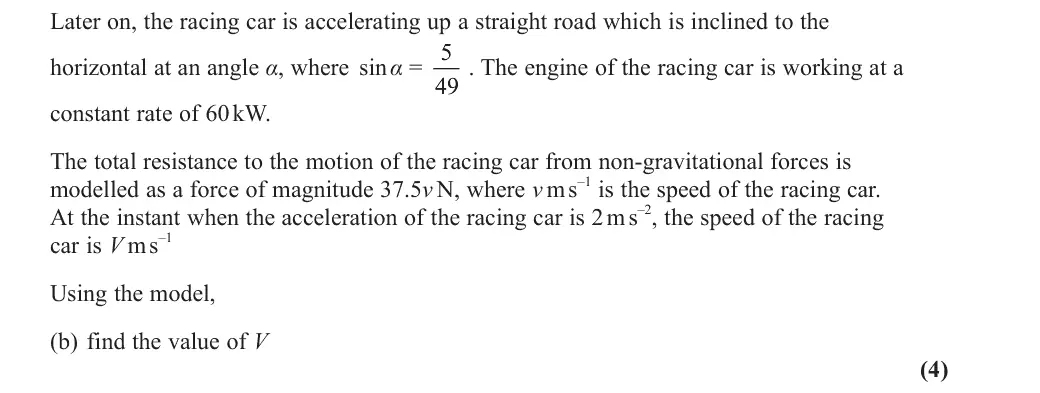 Later on, the racing car is accelerating up a straight road which is inclined to the
horizontal at an angle α, where sin α = 5/49 . The engine of the racing car is working at a
constant rate of 60 kW.
The total resistance to the motion of the racing car from non-gravitational forces is
modelled as a force of magnitude 37.5v N, where v m s⁻¹ is the speed of the racing car.
At the instant when the acceleration of the racing car is 2 m s⁻², the speed of the racing
car is V m s⁻¹
Using the model,
(b) find the value of V
(4)